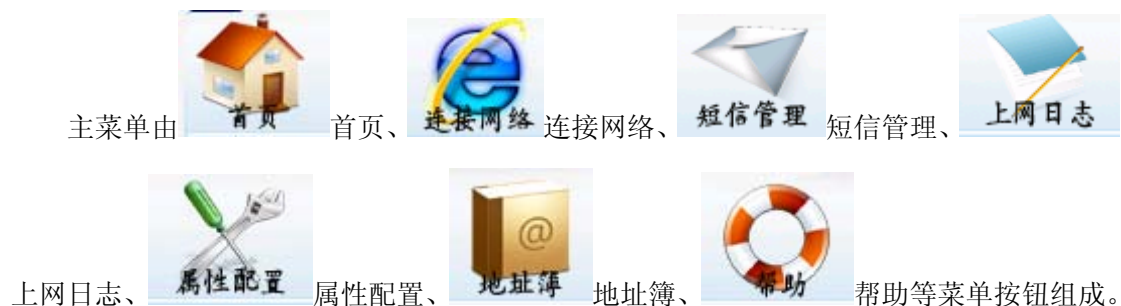 主菜单由 首页 首页、 连接网络 连接网络、 短信管理 短信管理、 上网日志
上网日志、 属性配置 属性配置、 @ 地址簿 地址簿、 帮助 帮助等菜单按钮组成。